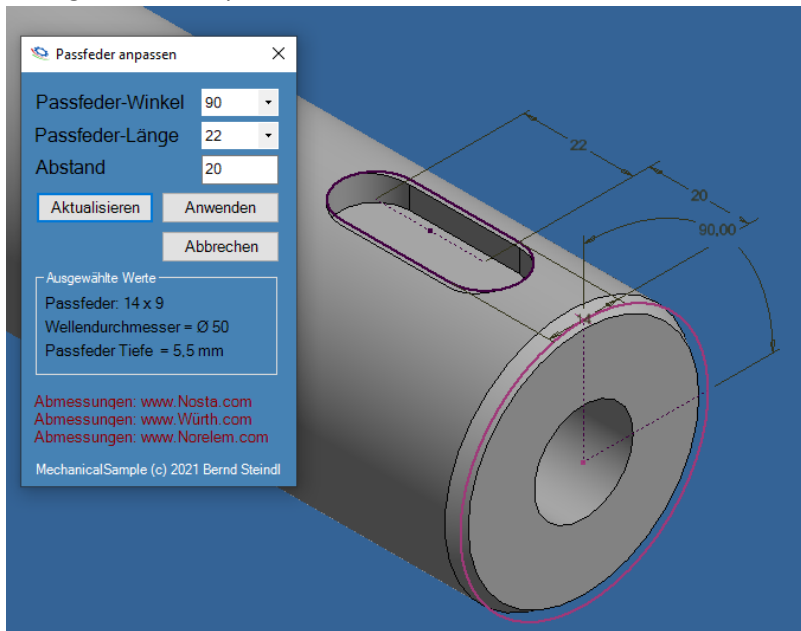 Passfeder anpassen
Passfeder-Winkel 90
Passfeder-Länge 22
Abstand 20
Aktualisieren Anwenden
Abbrechen
Ausgewählte Werte
Passfeder: 14 x 9
Wellendurchmesser = Ø 50
Passfeder Tiefe = 5,5 mm
Abmessungen: www.Nosta.com
Abmessungen: www.Würth.com
Abmessungen: www.Norelem.com
MechanicalSample (c) 2021 Bernd Steindl
22
20
90,00